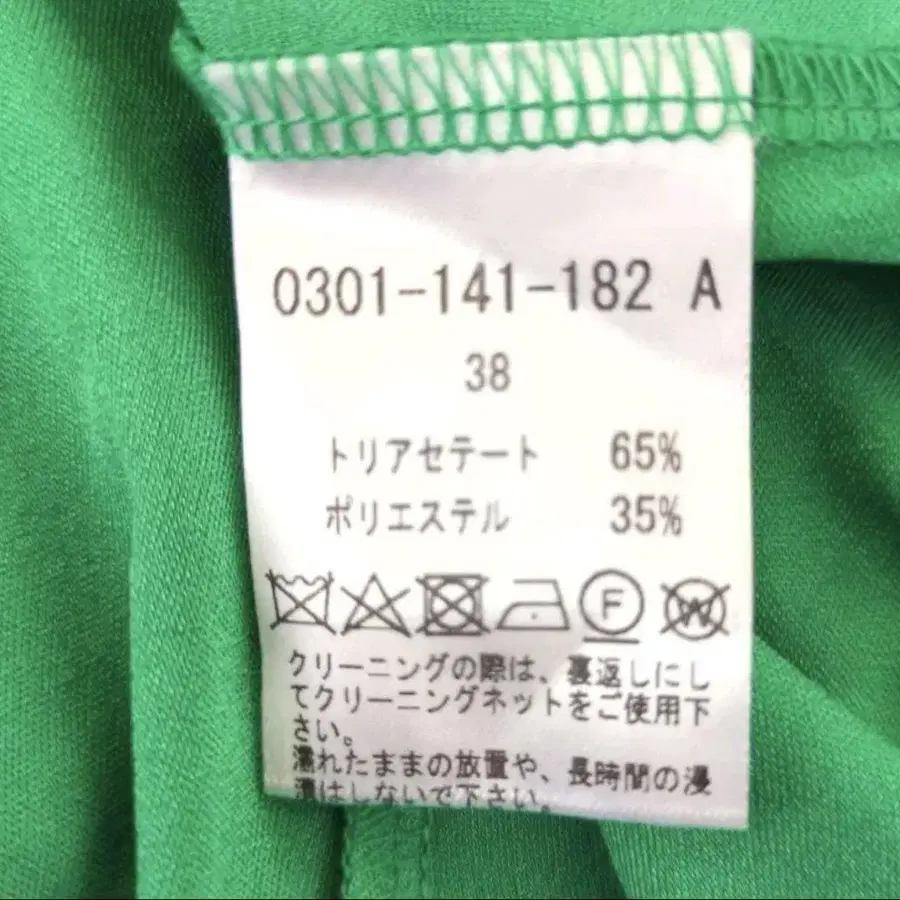 0301-141-182 A
38
トリアセテート 65%
ポリエステル 35%
F W
クリーニングの際は、裏返しにし
てクリーニングネットをご使用下
さい。
濡れたままの放置や、長時間の浸
漬はしないで下さい。